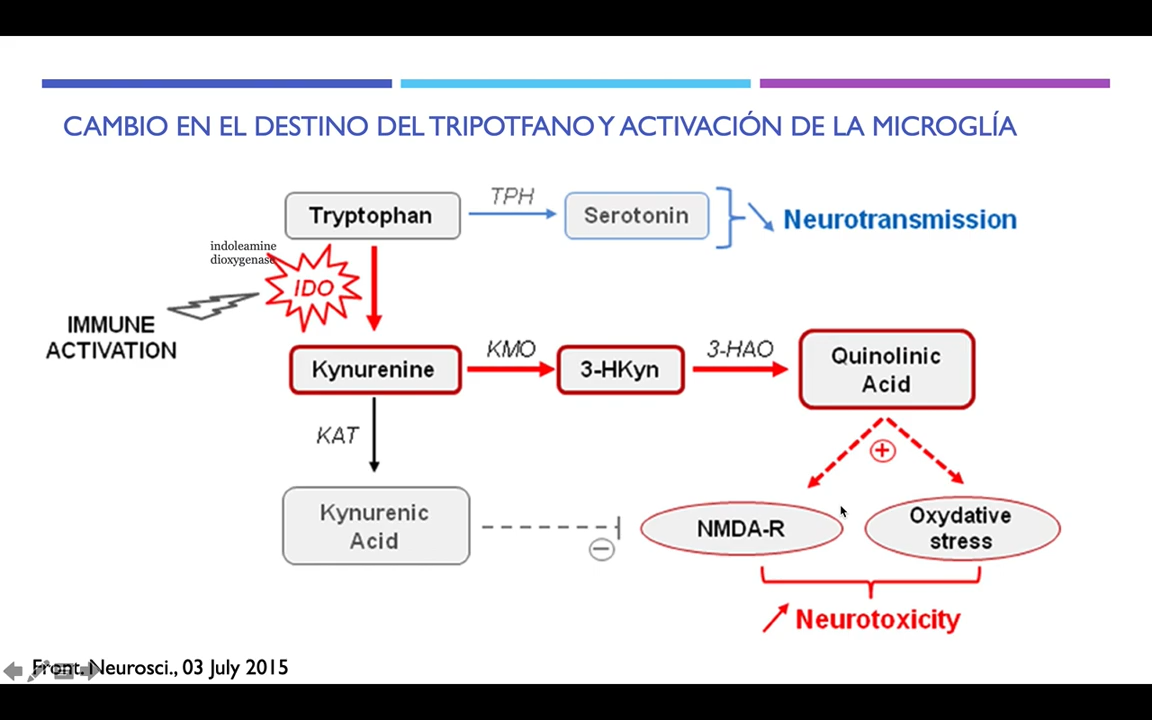 CAMBIO EN EL DESTINO DEL TRIPOTFANO Y ACTIVACIÓN DE LA MICROGLÍA
TPH
Tryptophan
Serotonin
Neurotransmission
indoleamine
dioxygenase
IDO
IMMUNE
ACTIVATION
KMO
3-HAO
Kynurenine
3-HKyn
Quinolinic
Acid
KAT
+
Kynurenic
Acid
NMDA-R
Oxydative
stress
−
Neurotoxicity
Front. Neurosci., 03 July 2015